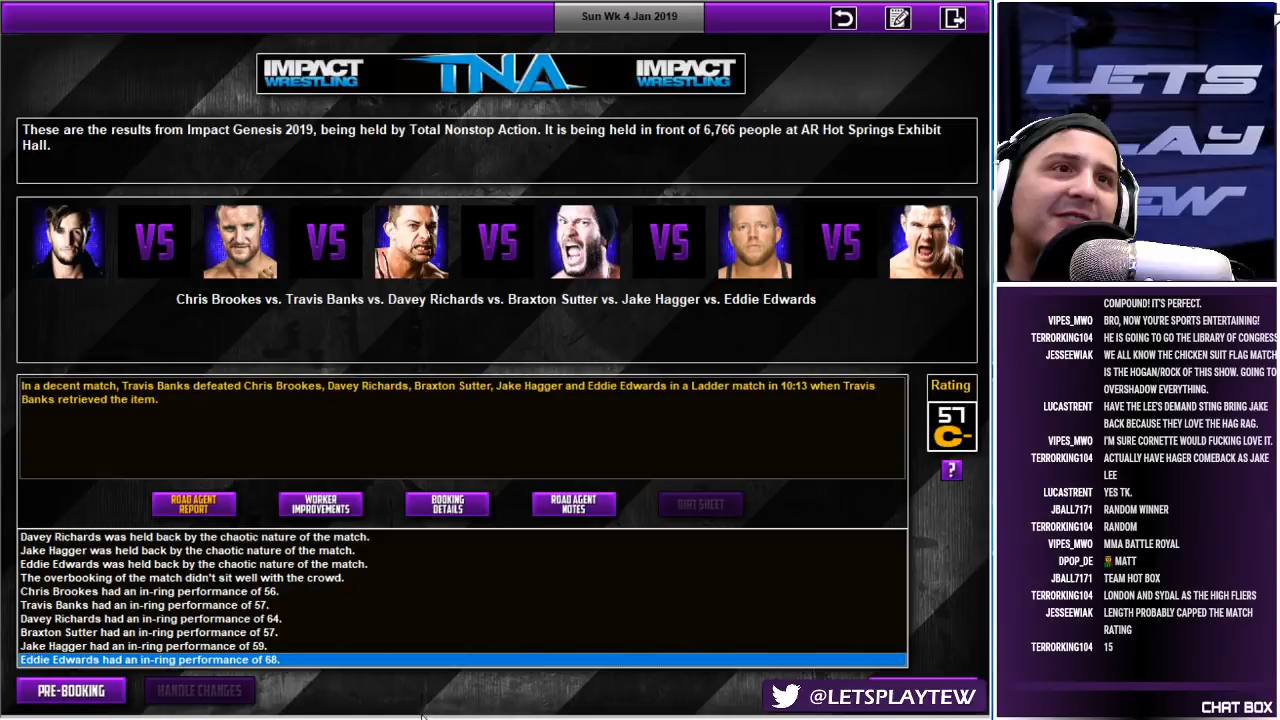 Sun Wk 4 Jan 2019
IMPACT WRESTLING TNA IMPACT WRESTLING
These are the results from Impact Genesis 2019, being held by Total Nonstop Action. It is being held in front of 6,766 people at AR Hot Springs Exhibit
Hall.
VS VS VS VS VS
Chris Brookes vs. Travis Banks vs. Davey Richards vs. Braxton Sutter vs. Jake Hagger vs. Eddie Edwards
In a decent match, Travis Banks defeated Chris Brookes, Davey Richards, Braxton Sutter, Jake Hagger and Eddie Edwards in a Ladder match in 10:13 when Travis
Banks retrieved the item.
Rating
57
C-
?
ROAD AGENT REPORT
WORKER IMPROVEMENTS
BOOKING DETAILS
ROAD AGENT NOTES
DIRT SHEET
Davey Richards was held back by the chaotic nature of the match.
Jake Hagger was held back by the chaotic nature of the match.
Eddie Edwards was held back by the chaotic nature of the match.
The overbooking of the match didn't sit well with the crowd.
Chris Brookes had an in-ring performance of 56.
Travis Banks had an in-ring performance of 57.
Davey Richards had an in-ring performance of 64.
Braxton Sutter had an in-ring performance of 57.
Jake Hagger had an in-ring performance of 59.
Eddie Edwards had an in-ring performance of 68.
PRE-BOOKING
HANDLE CHANGES
@LETSPLAYTEW
LETS
PLAY
TEW
COMPOUND! IT'S PERFECT.
VIPES_MWO BRO, NOW YOU'RE SPORTS ENTERTAINING!
TERRORKING104 HE IS GOING TO GO THE LIBRARY OF CONGRESS
JESSEEWIAK WE ALL KNOW THE CHICKEN SUIT FLAG MATCH
IS THE HOGAN/ROCK OF THIS SHOW. GOING TO
OVERSHADOW EVERYTHING.
LUCASTRENT HAVE THE LEE'S DEMAND STING BRING JAKE
BACK BECAUSE THEY LOVE THE HAG RAG.
VIPES_MWO I'M SURE CORNETTE WOULD FUCKING LOVE IT.
TERRORKING104 ACTUALLY HAVE HAGER COMEBACK AS JAKE
LEE
LUCASTRENT YES TK.
JBALL7171 RANDOM WINNER
TERRORKING104 RANDOM
VIPES_MWO MMA BATTLE ROYAL
DPOP_DE MATT
JBALL7171 TEAM HOT BOX
TERRORKING104 LONDON AND SYDAL AS THE HIGH FLIERS
JESSEEWIAK LENGTH PROBABLY CAPPED THE MATCH
RATING
TERRORKING104 15
CHAT BOX